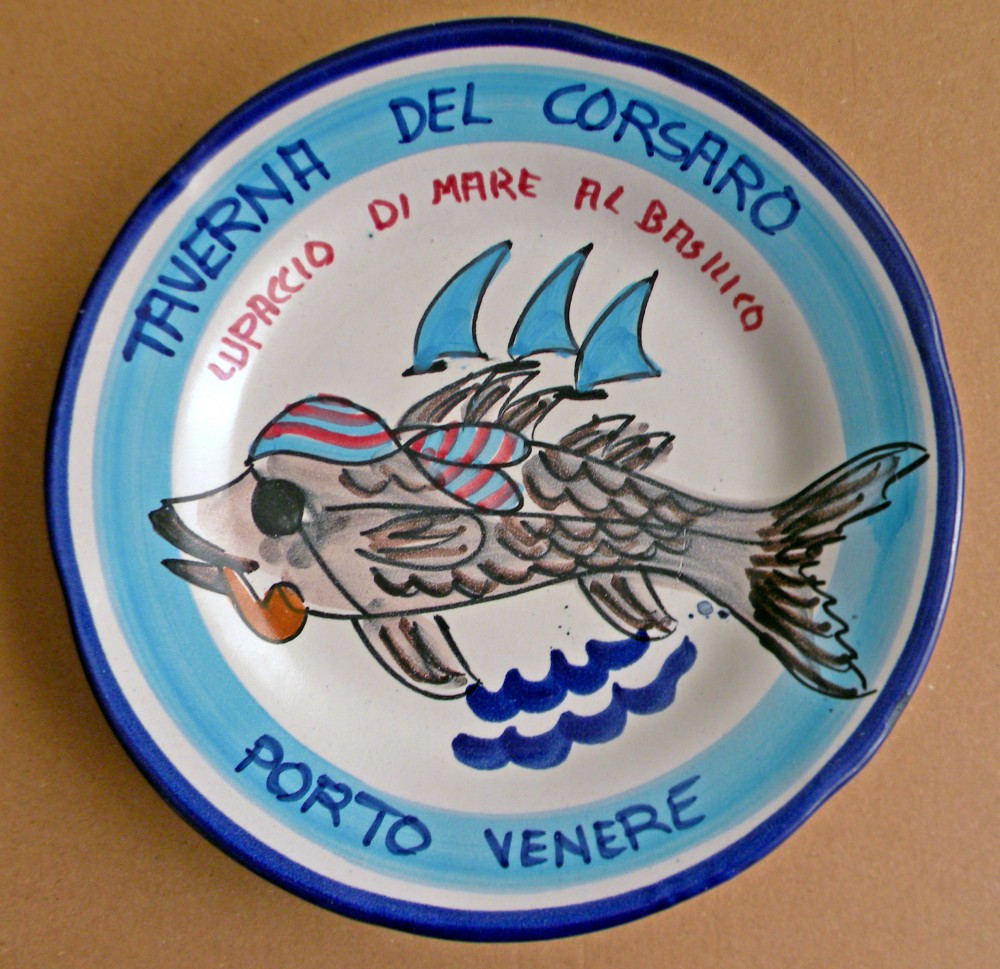 TAVERNA DEL CORSARO
LUPACCIO DI MARE AL BASILICO
PORTO VENERE